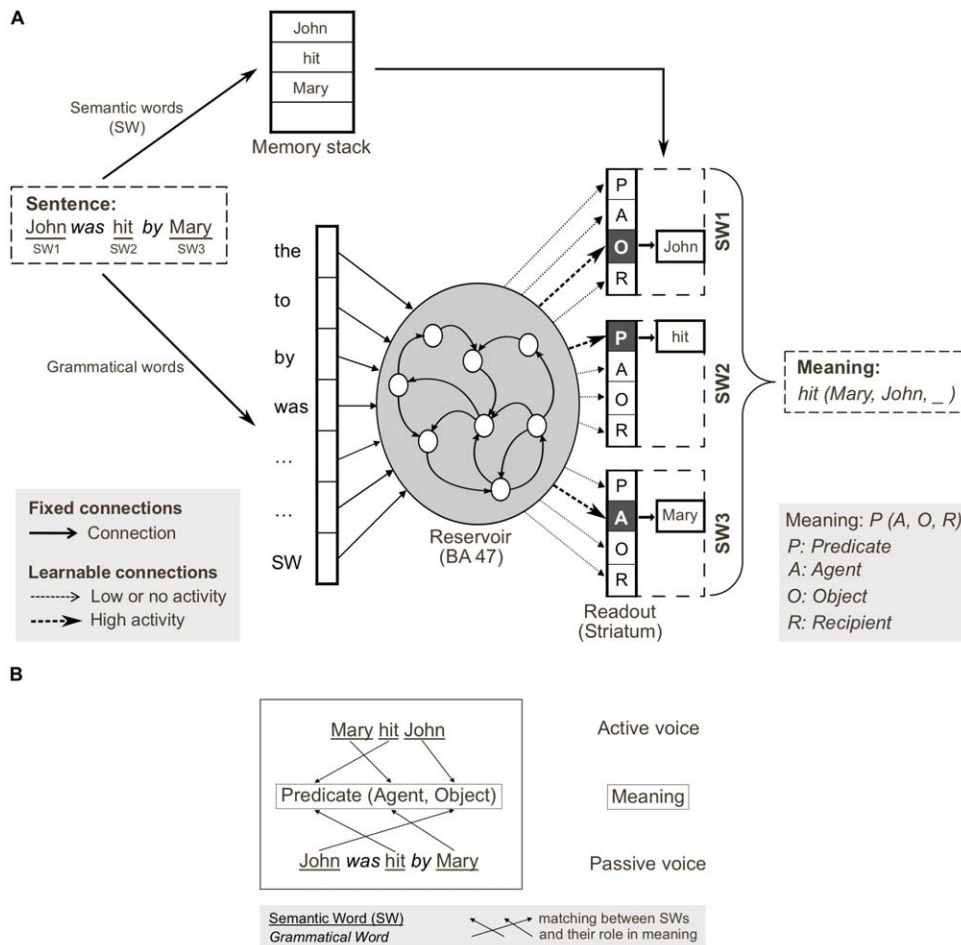 A
John
hit
Mary
Memory stack
Semantic words
(SW)
Sentence:
John was hit by Mary
SW1 SW2 SW3
Grammatical words
the
to
by
was
...
...
SW
Reservoir
(BA 47)
P
A
O
R
John
SW1
P
A
O
R
hit
SW2
P
A
O
R
Mary
SW3
Readout
(Striatum)
Meaning:
hit (Mary, John, _ )
Fixed connections
Connection
Learnable connections
Low or no activity
High activity
Meaning: P (A, O, R)
P: Predicate
A: Agent
O: Object
R: Recipient
B
Mary hit John
Active voice
Predicate (Agent, Object)
Meaning
John was hit by Mary
Passive voice
Semantic Word (SW)
Grammatical Word
matching between SWs
and their role in meaning